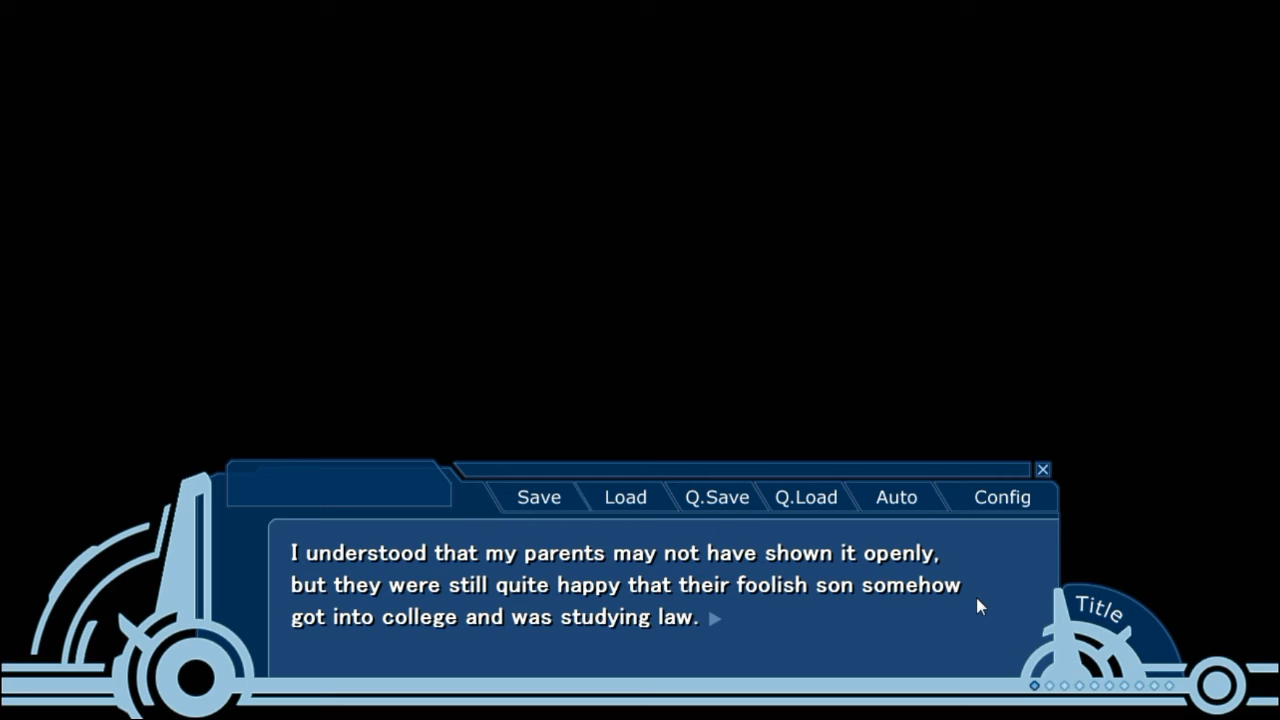 Save Load Q.Save Q.Load Auto Config
I understood that my parents may not have shown it openly,
but they were still quite happy that their foolish son somehow
got into college and was studying law.
Title